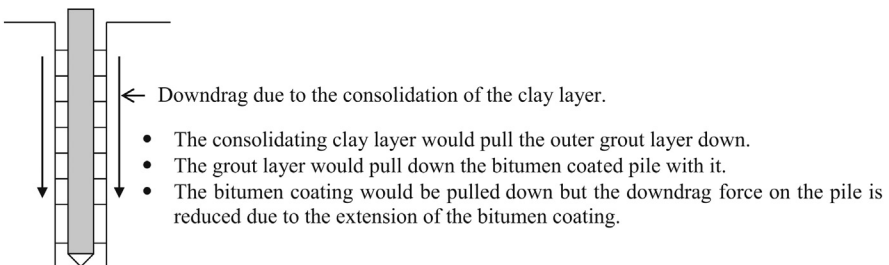 Downdrag due to the consolidation of the clay layer.
• The consolidating clay layer would pull the outer grout layer down.
• The grout layer would pull down the bitumen coated pile with it.
• The bitumen coating would be pulled down but the downdrag force on the pile is
reduced due to the extension of the bitumen coating.